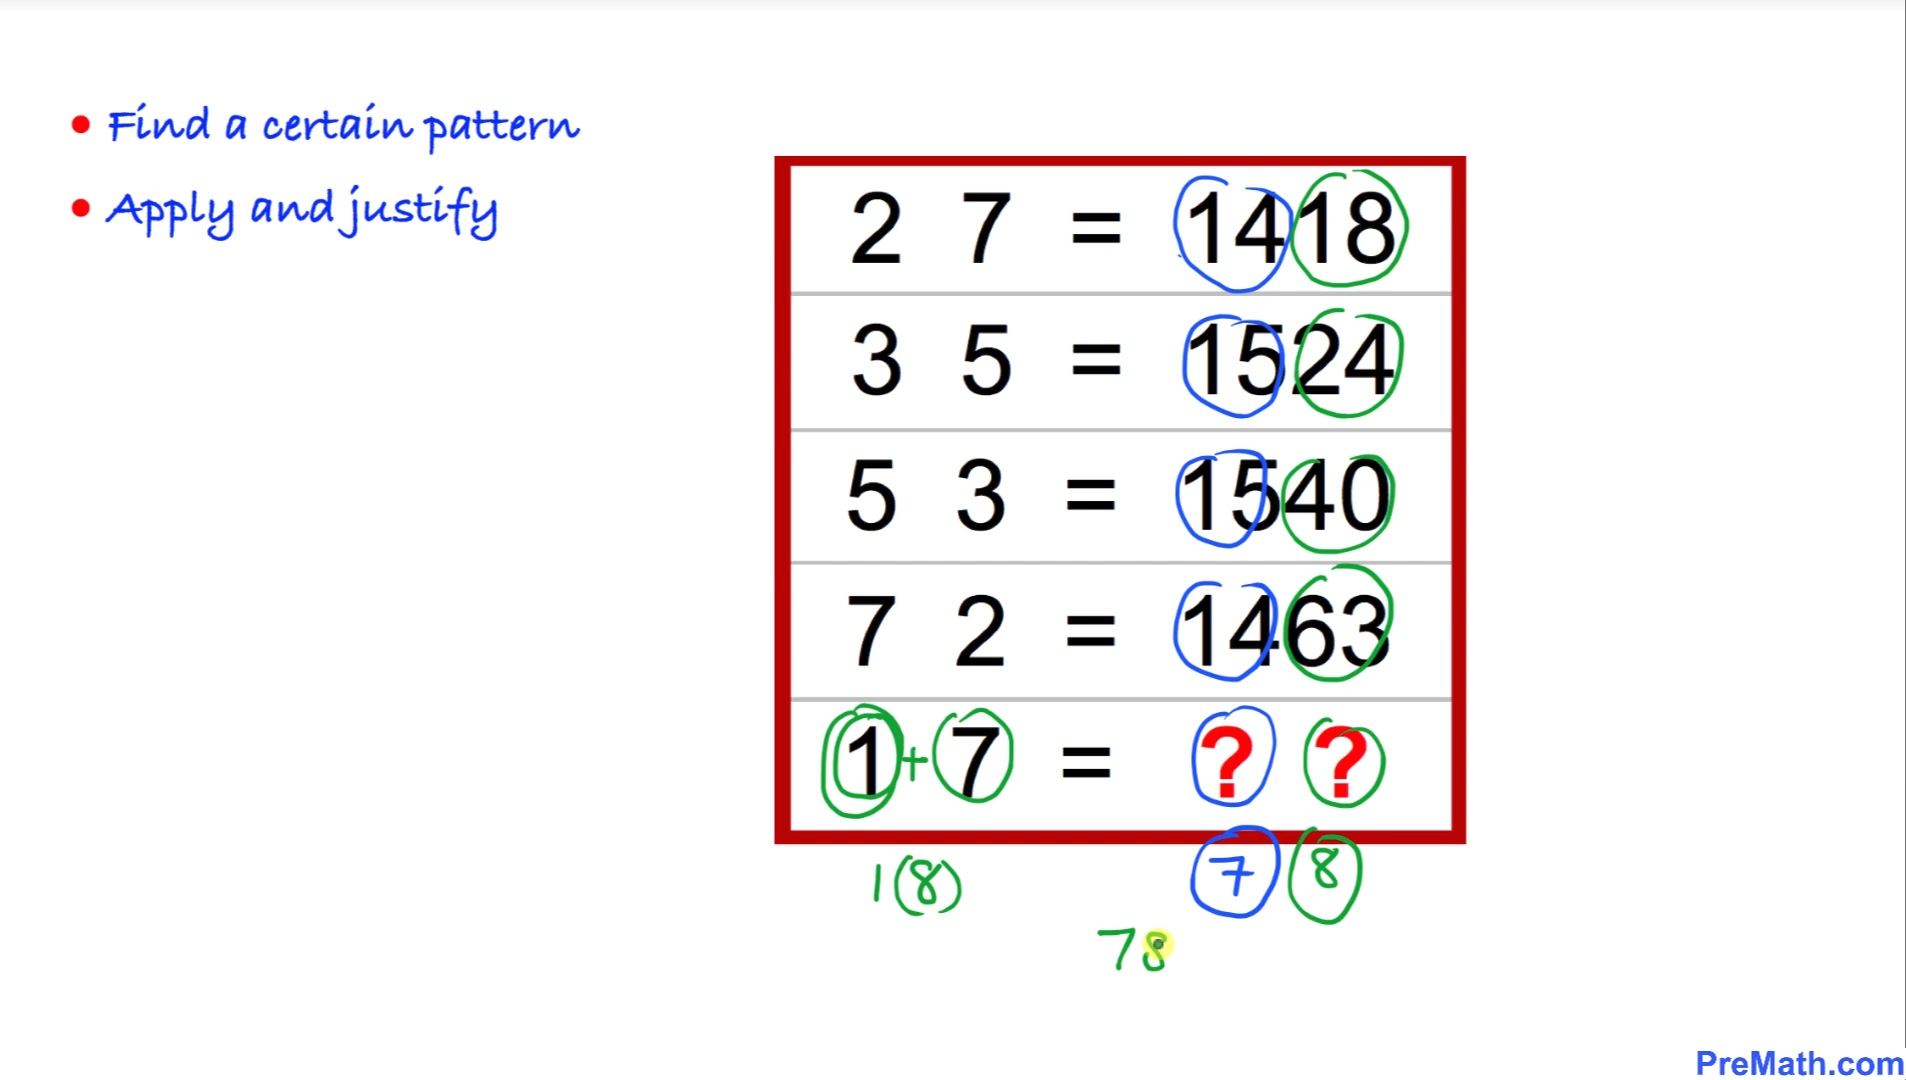 • Find a certain pattern
• Apply and justify
2 7 = 1418
3 5 = 1524
5 3 = 1540
7 2 = 1463
1 + 7 = ? ?
1(8) 7 8
78
PreMath.com